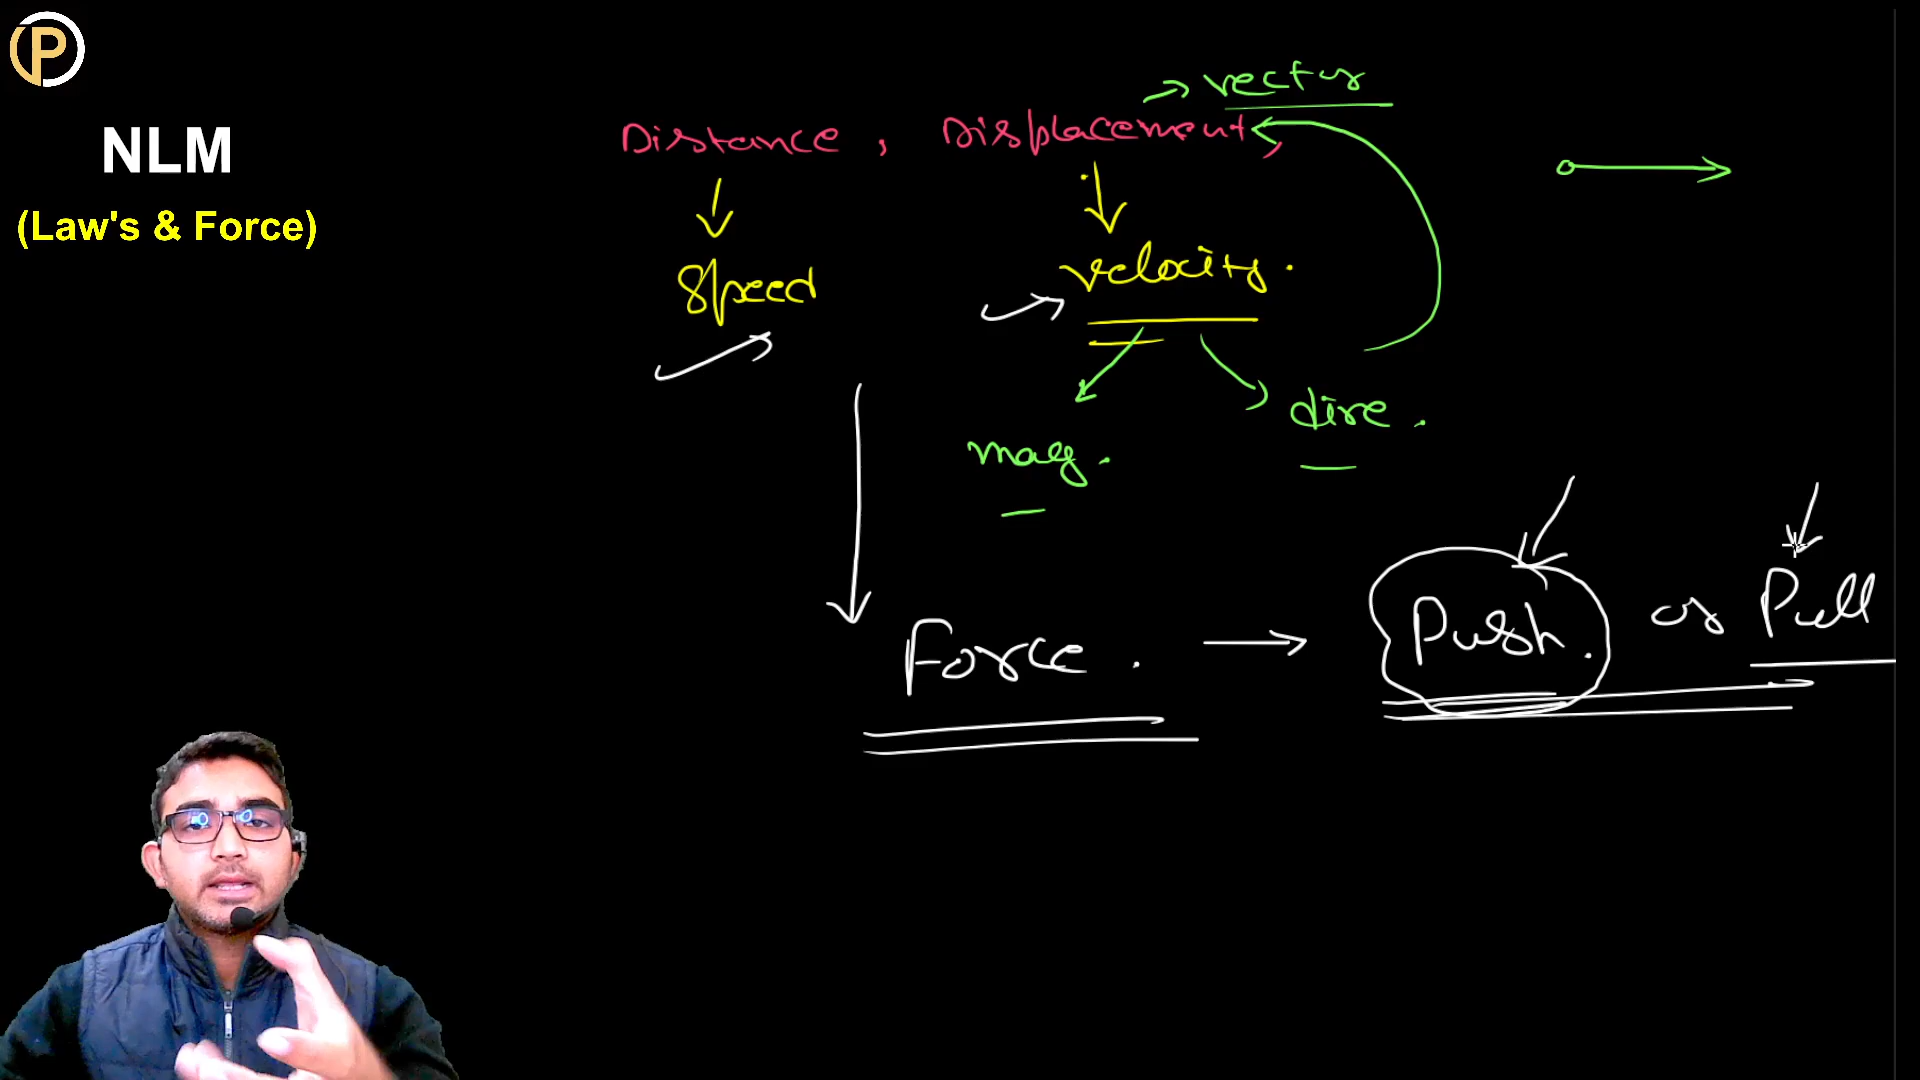 P
NLM
(Law's & Force)
→ vector
Distance, Displacement,
Speed
velocity.
mag.
dire.
Force. → Push. or Pull